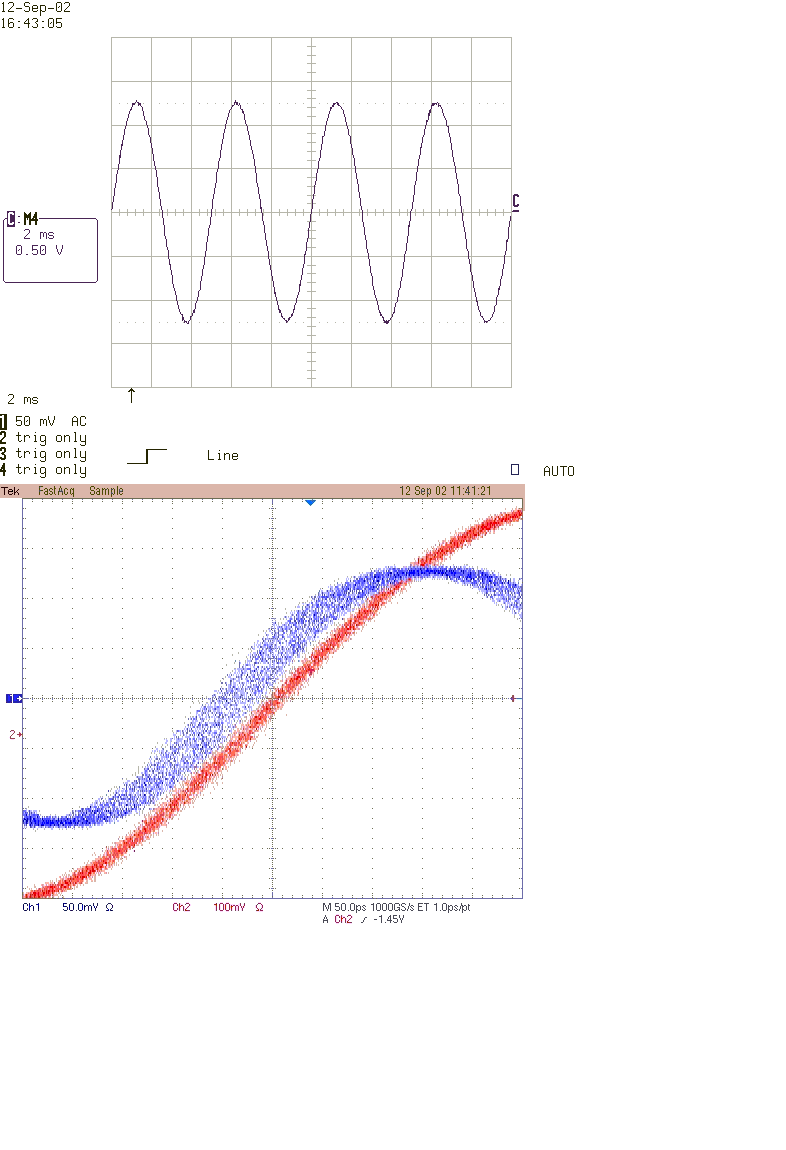 12-Sep-02
16:43:05
C
C:M4
2 ms
0.50 V
2 ms
1 50 mV AC
2 trig only
3 trig only
4 trig only
Line
AUTO
Tek FastAcq Sample 12 Sep 02 11:41:21
1
2
Ch1 50.0mV Ω Ch2 100mV Ω M 50.0ps 1000GS/s ET 1.0ps/pt
A Ch2 -1.45V